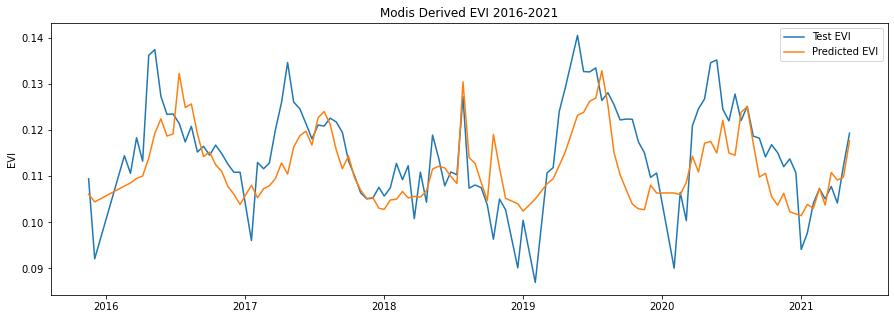 Modis Derived EVI 2016-2021
Test EVI
Predicted EVI
EVI
0.14
0.13
0.12
0.11
0.10
0.09
2016 2017 2018 2019 2020 2021